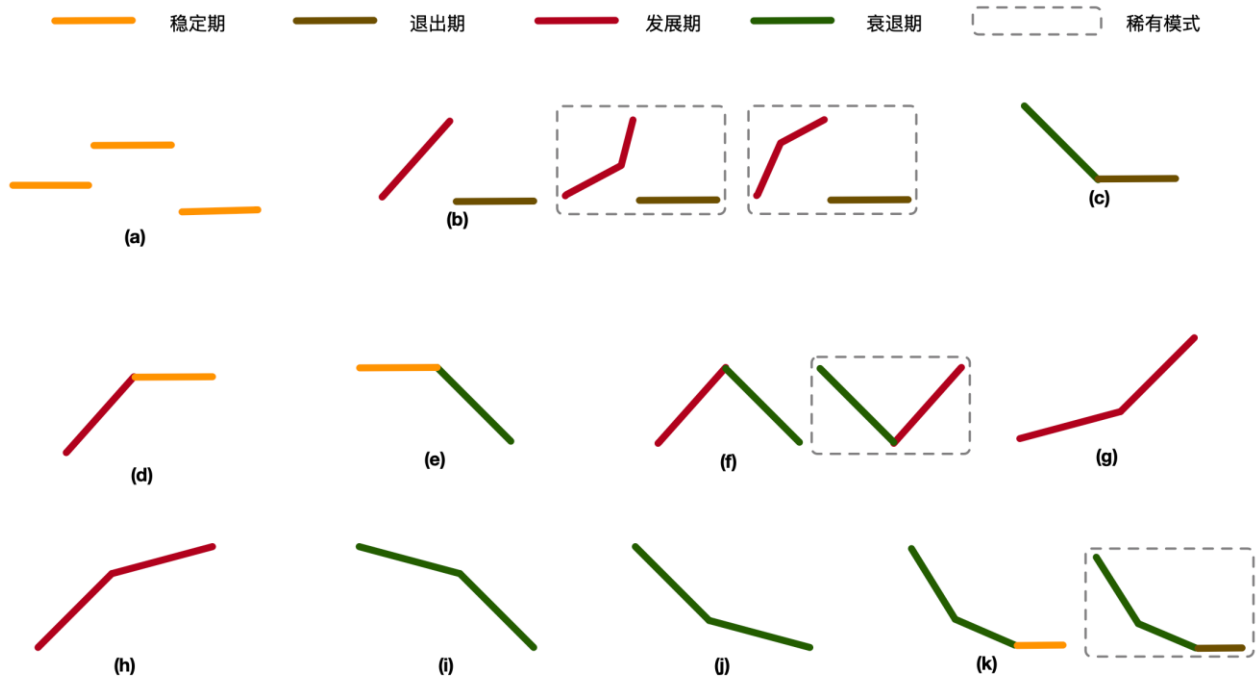 稳定期 退出期 发展期 衰退期 稀有模式
(a) (b) (c)
(d) (e) (f) (g)
(h) (i) (j) (k)